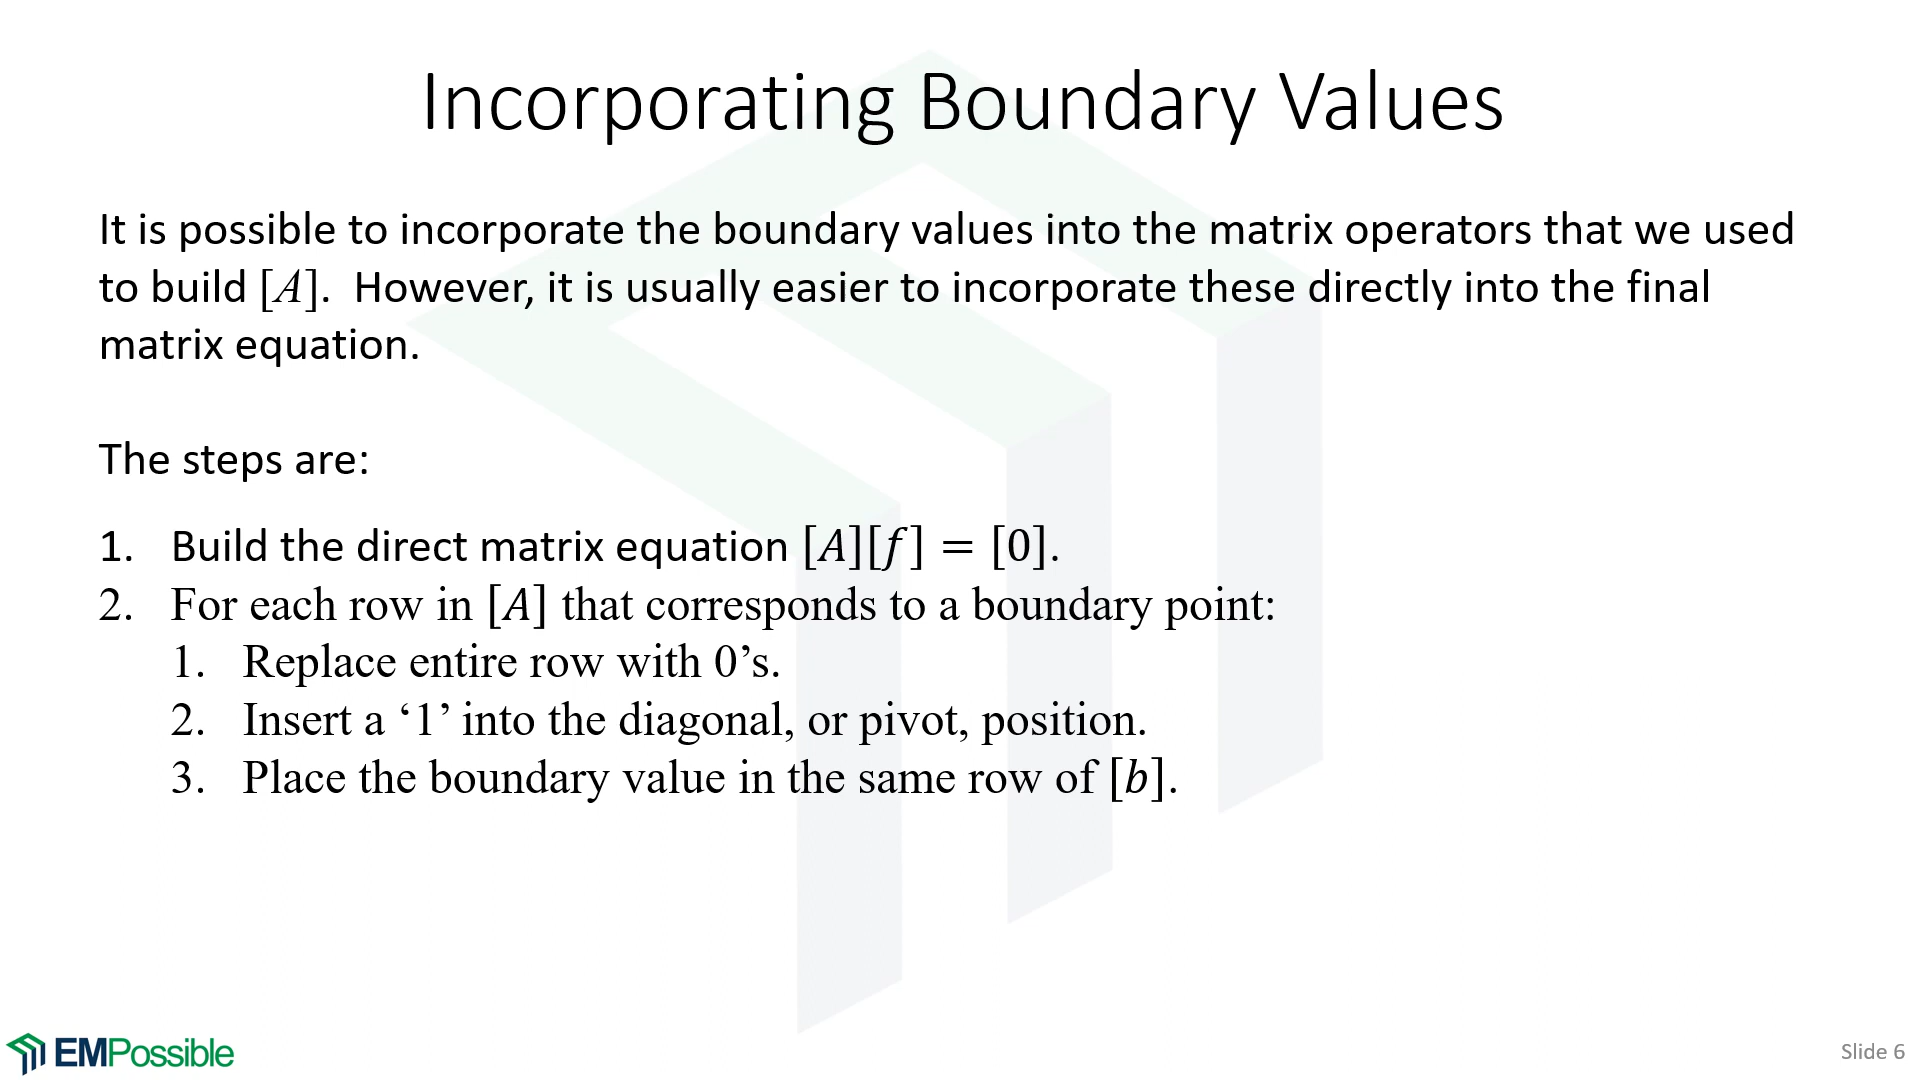 Incorporating Boundary Values
It is possible to incorporate the boundary values into the matrix operators that we used
to build [A].  However, it is usually easier to incorporate these directly into the final
matrix equation.
The steps are:
1. Build the direct matrix equation [A][f] = [0].
2. For each row in [A] that corresponds to a boundary point:
1. Replace entire row with 0’s.
2. Insert a ‘1’ into the diagonal, or pivot, position.
3. Place the boundary value in the same row of [b].
EMPossible
Slide 6